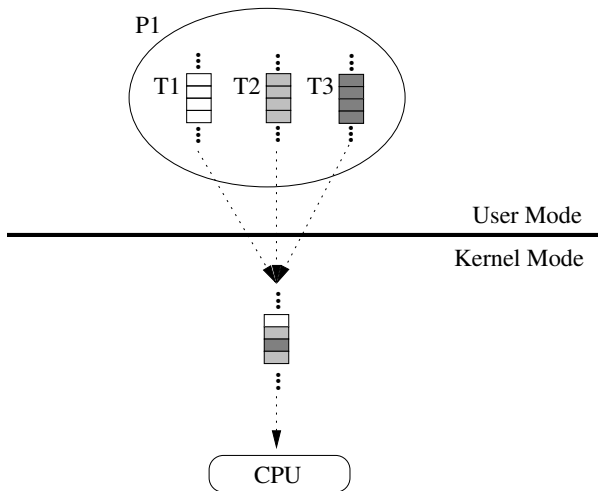 P1
T1
T2
T3
User Mode
Kernel Mode
CPU